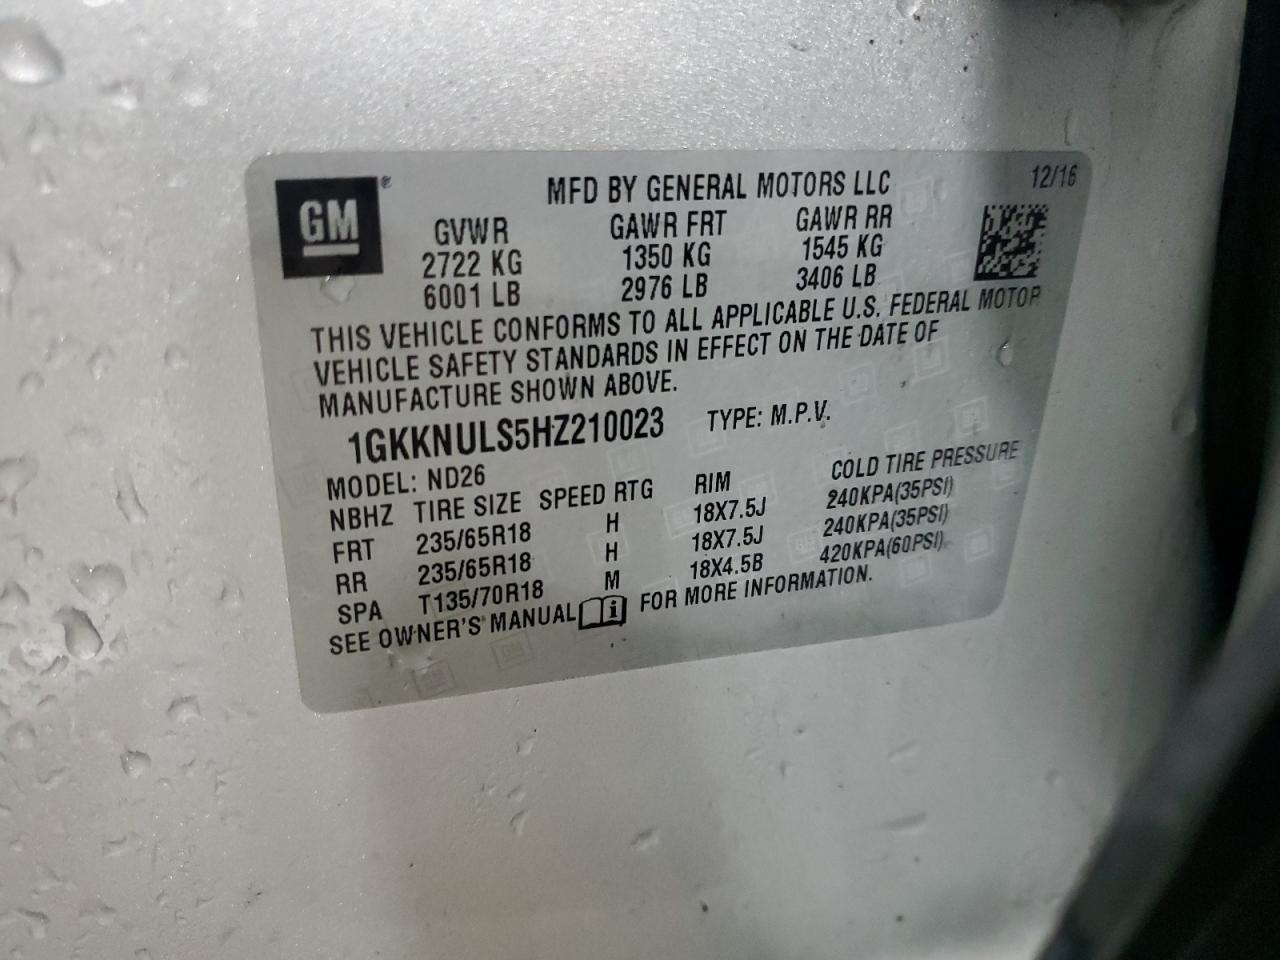 GM ® MFD BY GENERAL MOTORS LLC 12/16
GVWR GAWR FRT GAWR RR
2722 KG 1350 KG 1545 KG
6001 LB 2976 LB 3406 LB
THIS VEHICLE CONFORMS TO ALL APPLICABLE U.S. FEDERAL MOTOR
VEHICLE SAFETY STANDARDS IN EFFECT ON THE DATE OF
MANUFACTURE SHOWN ABOVE.
1GKKNULS5HZ210023 TYPE: M.P.V.
MODEL: ND26
NBHZ TIRE SIZE SPEED RTG RIM COLD TIRE PRESSURE
FRT 235/65R18 H 18X7.5J 240KPA(35PSI)
RR 235/65R18 H 18X7.5J 240KPA(35PSI)
SPA T135/70R18 M 18X4.5B 420KPA(60PSI)
SEE OWNER'S MANUAL i FOR MORE INFORMATION.